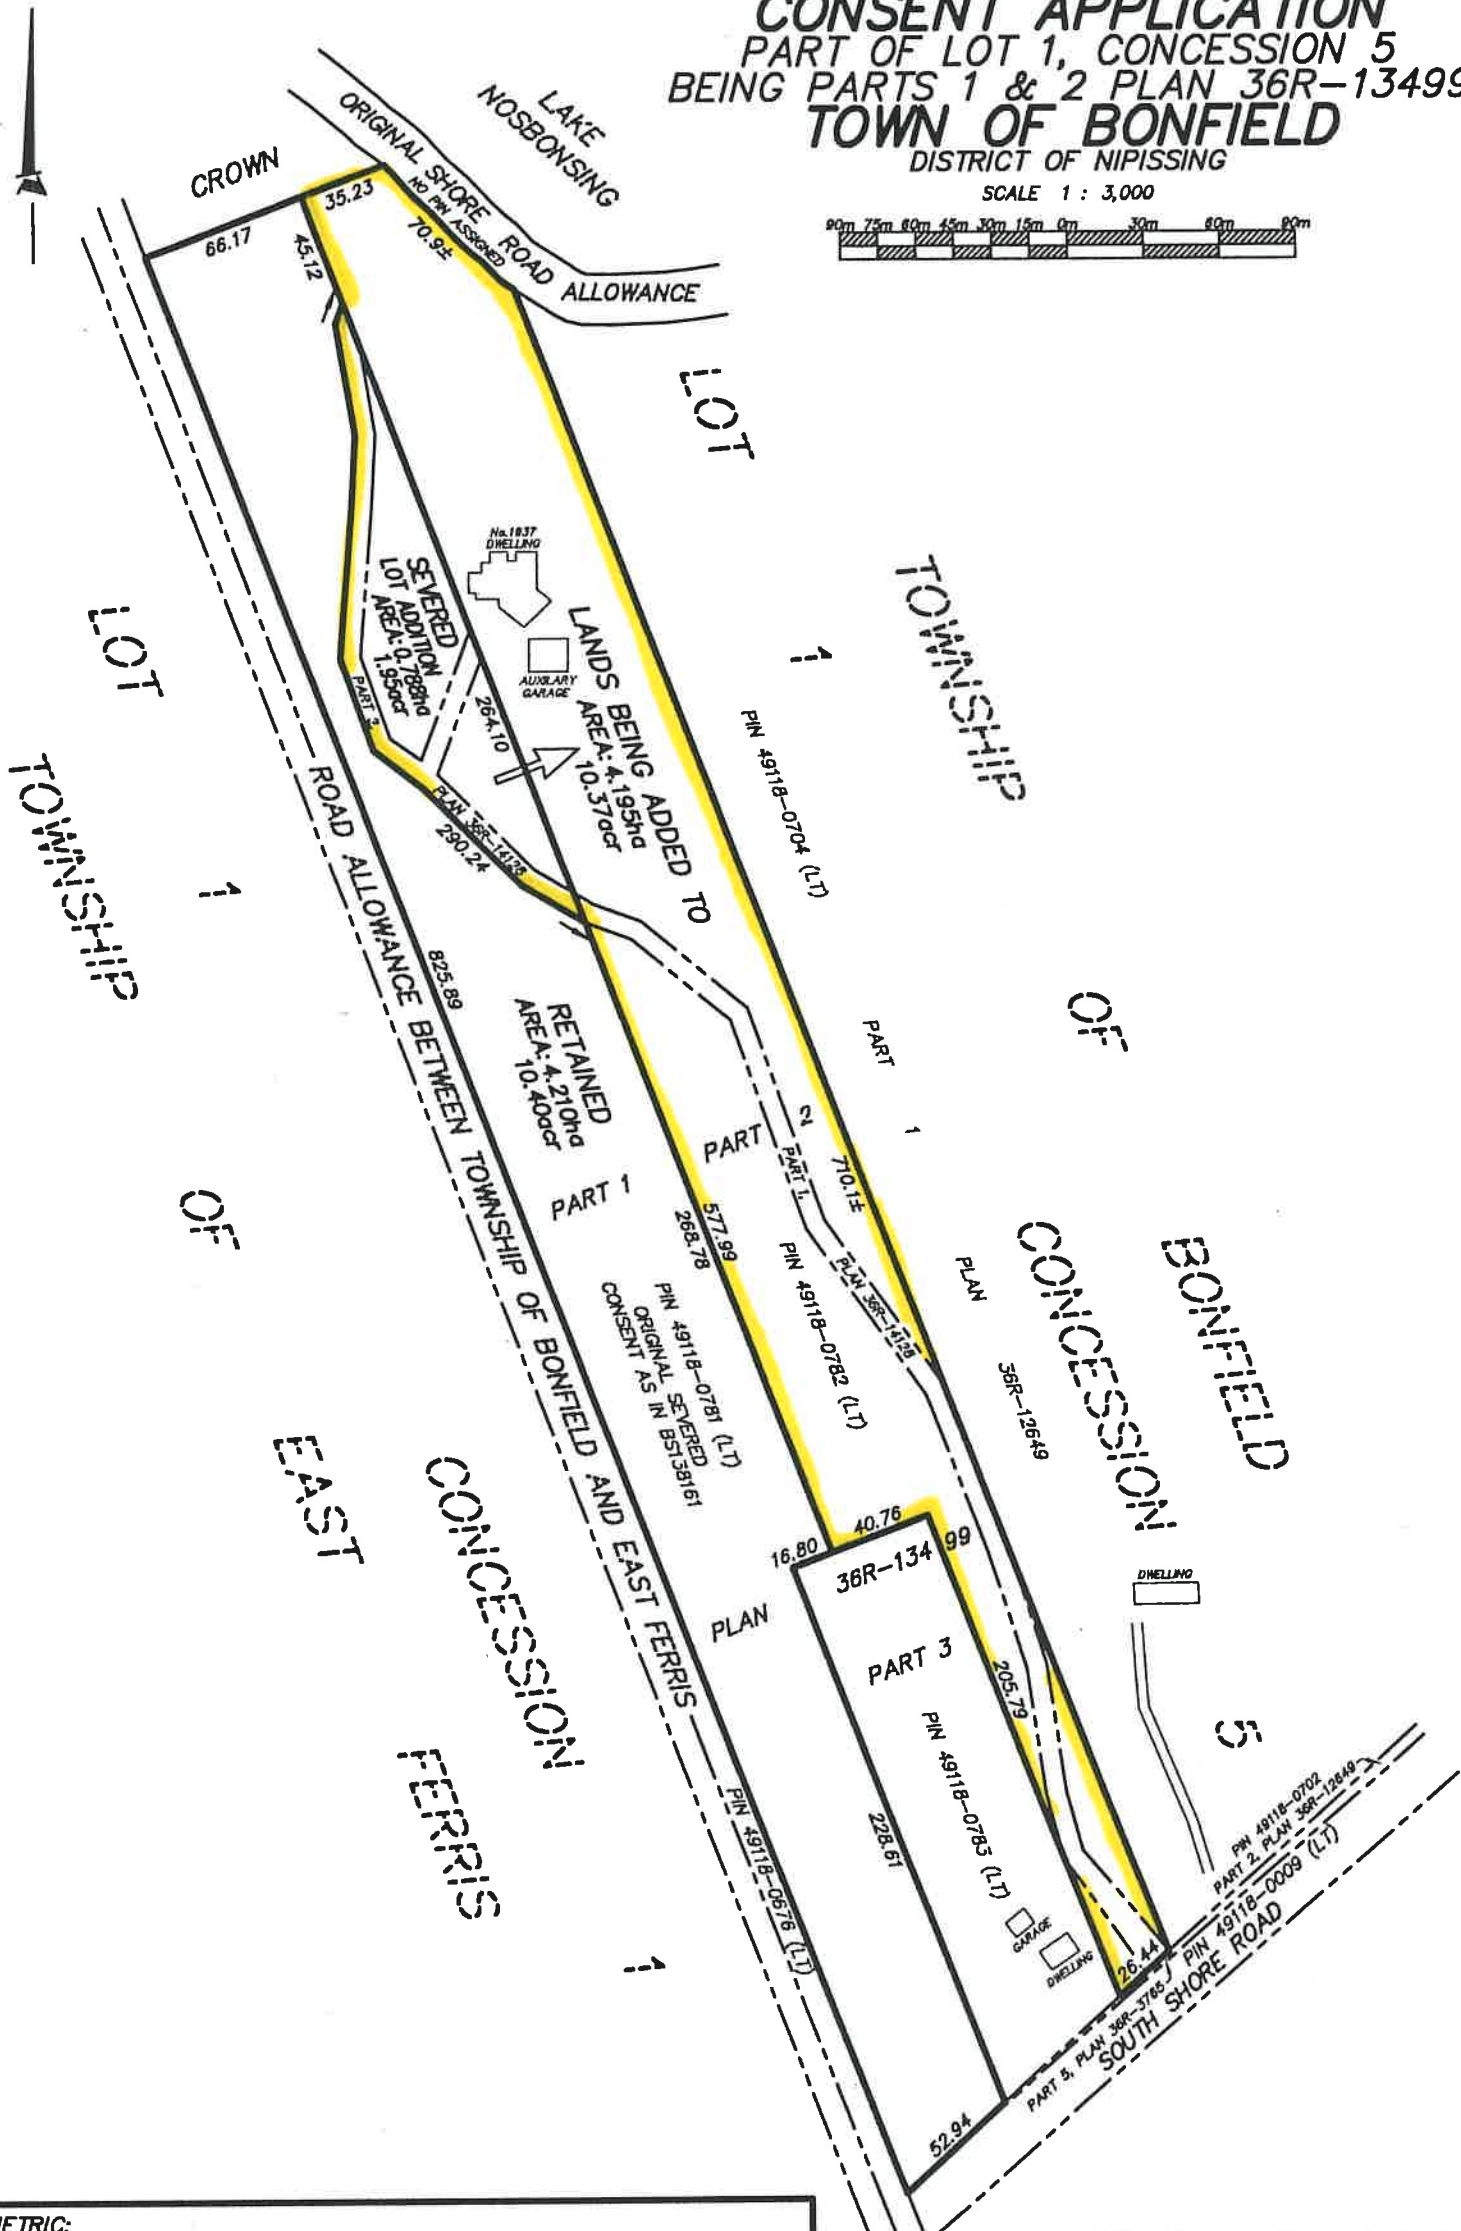 CONSENT APPLICATION
PART OF LOT 1, CONCESSION 5
BEING PARTS 1 & 2 PLAN 36R-13499
TOWN OF BONFIELD
DISTRICT OF NIPISSING
SCALE 1 : 3,000
90m 75m 60m 45m 30m 15m 0m 30m 60m 90m
LAKE
NOSBONSING
ORIGINAL SHORE ROAD ALLOWANCE
NO PIN ASSIGNED
CROWN
35.23
66.17
70.9±
45.12
LOT
1
TOWNSHIP
OF
BONFIELD
CONCESSION
5
No.1837
DWELLING
AUXILARY
GARAGE
SEVERED
LOT ADDITION
AREA: 0.788ha
1.95acr
LANDS BEING ADDED TO
AREA: 4.195ha
10.37acr
264.10
PART 3,
PLAN 36R-14128
290.24
PIN 49118-0704 (LT)
PART 1
PLAN
36R-12649
LOT
1
TOWNSHIP
OF
EAST
FERRIS
CONCESSION
1
ROAD ALLOWANCE BETWEEN TOWNSHIP OF BONFIELD AND EAST FERRIS
825.89
RETAINED
AREA: 4.210ha
10.40acr
PART 1
PART 2
PART 1,
PLAN 36R-14128
710.1±
577.99
268.78
PIN 49118-0782 (LT)
PIN 49118-0781 (LT)
ORIGINAL SEVERED
CONSENT AS IN BS138161
40.76
16.80
PLAN
36R-13499
PART 3
205.79
PIN 49118-0783 (LT)
228.61
PIN 49118-0676 (LT)
DWELLING
GARAGE
DWELLING
26.44
52.94
PIN 49118-0702
PART 2, PLAN 36R-12649
PIN 49118-0009 (LT)
PART 5, PLAN 36R-3765
SOUTH SHORE ROAD